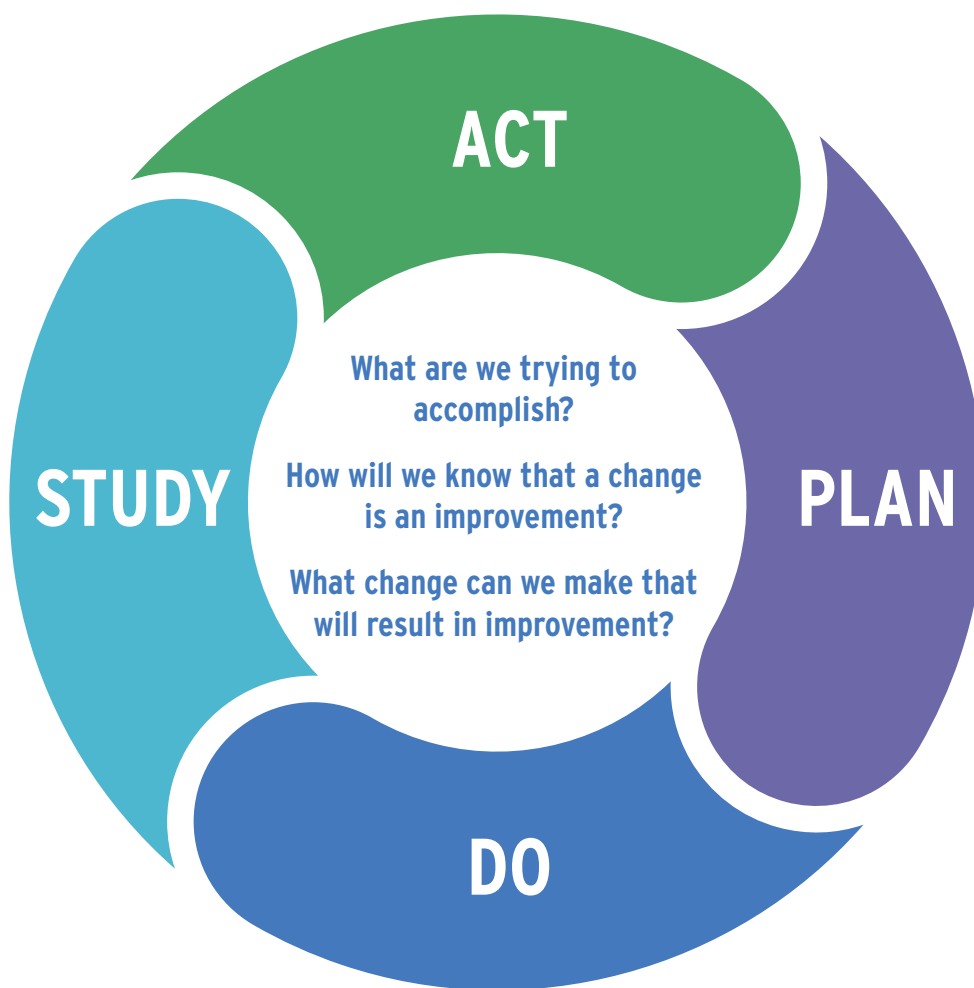 ACT
What are we trying to
accomplish?
How will we know that a change
is an improvement?
What change can we make that
will result in improvement?
STUDY
PLAN
DO